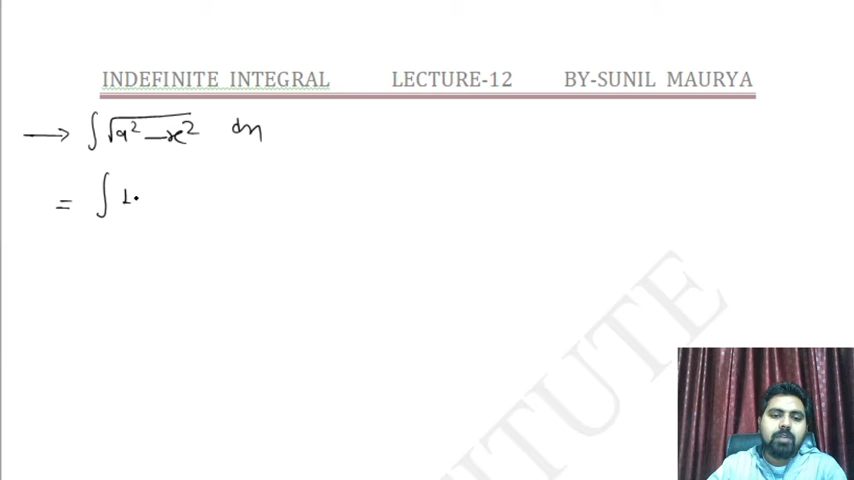 INDEFINITE INTEGRAL LECTURE-12 BY-SUNIL MAURYA
→ ∫ √(a² – x²) dx
= ∫ 1.